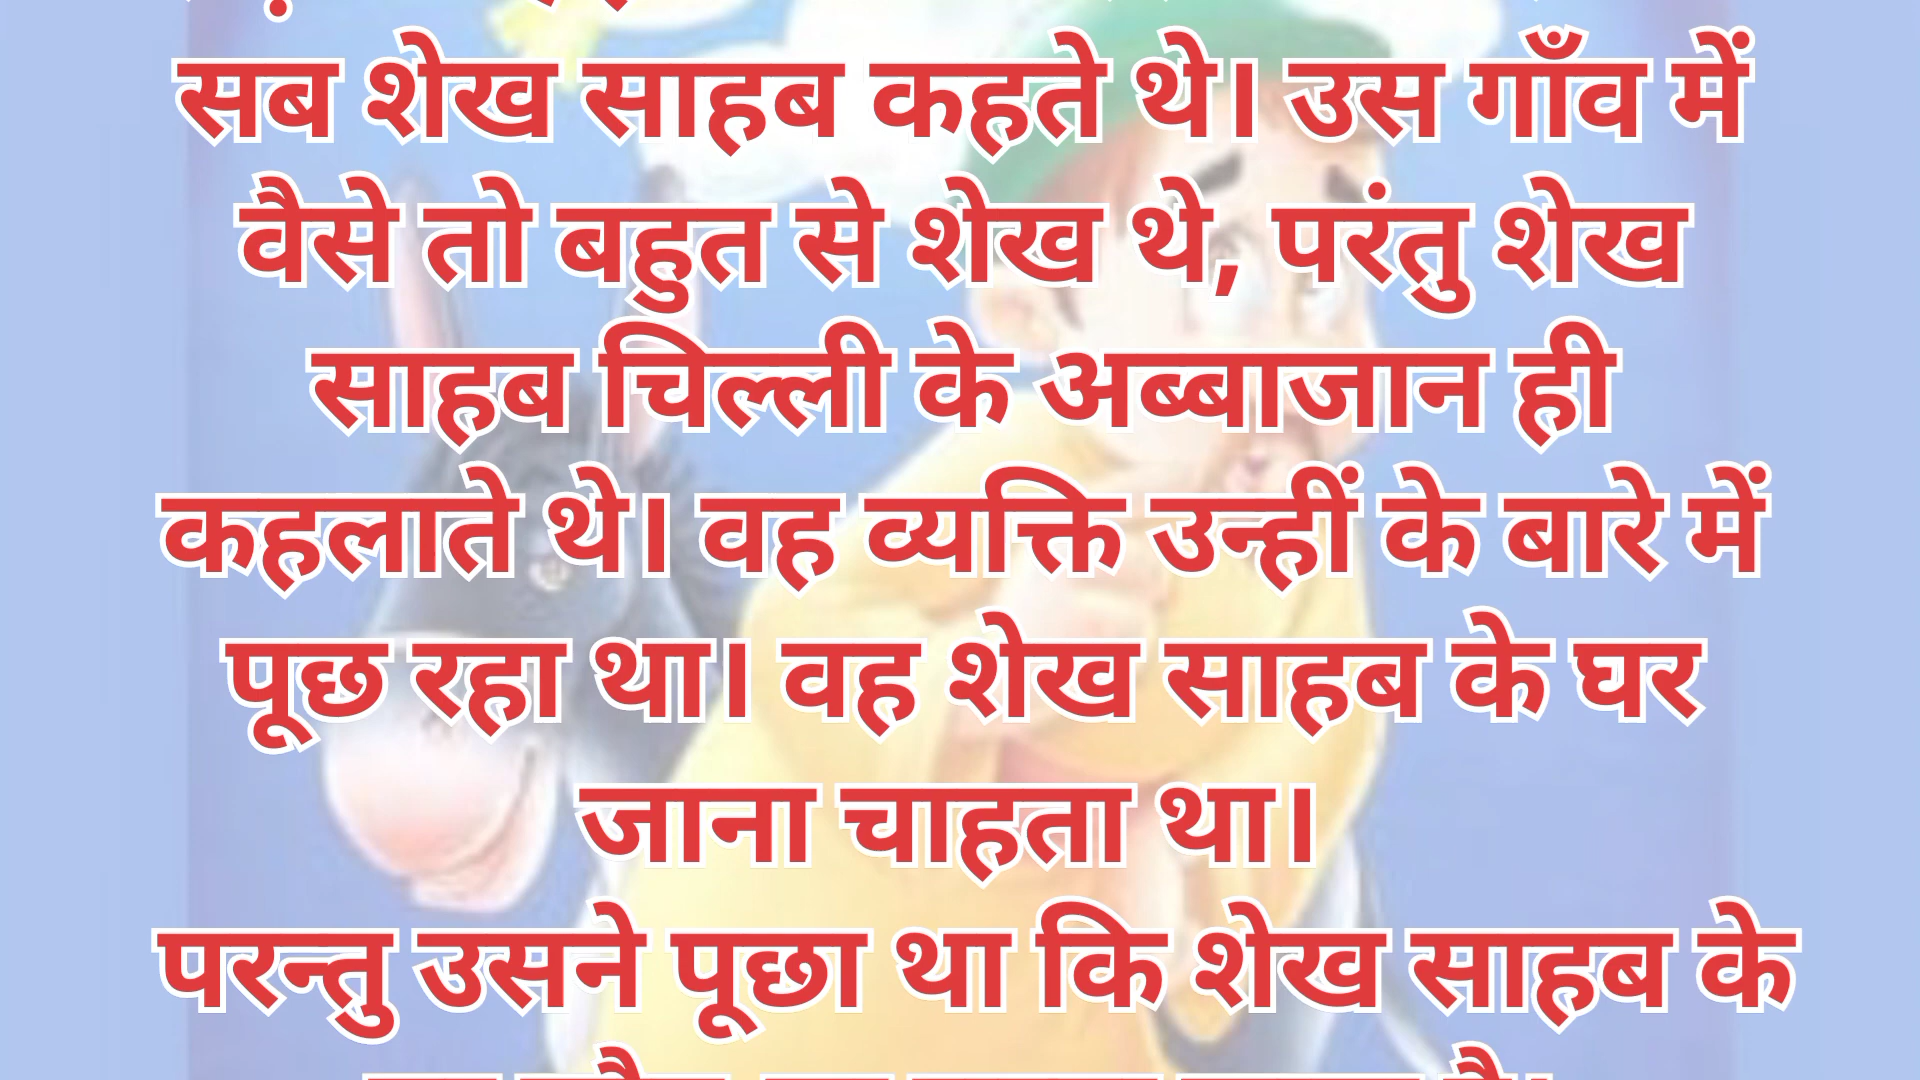 सब शेख साहब कहते थे। उस गाँव में
वैसे तो बहुत से शेख थे, परंतु शेख
साहब चिल्ली के अब्बाजान ही
कहलाते थे। वह व्यक्ति उन्हीं के बारे में
पूछ रहा था। वह शेख साहब के घर
जाना चाहता था।
परन्तु उसने पूछा था कि शेख साहब के